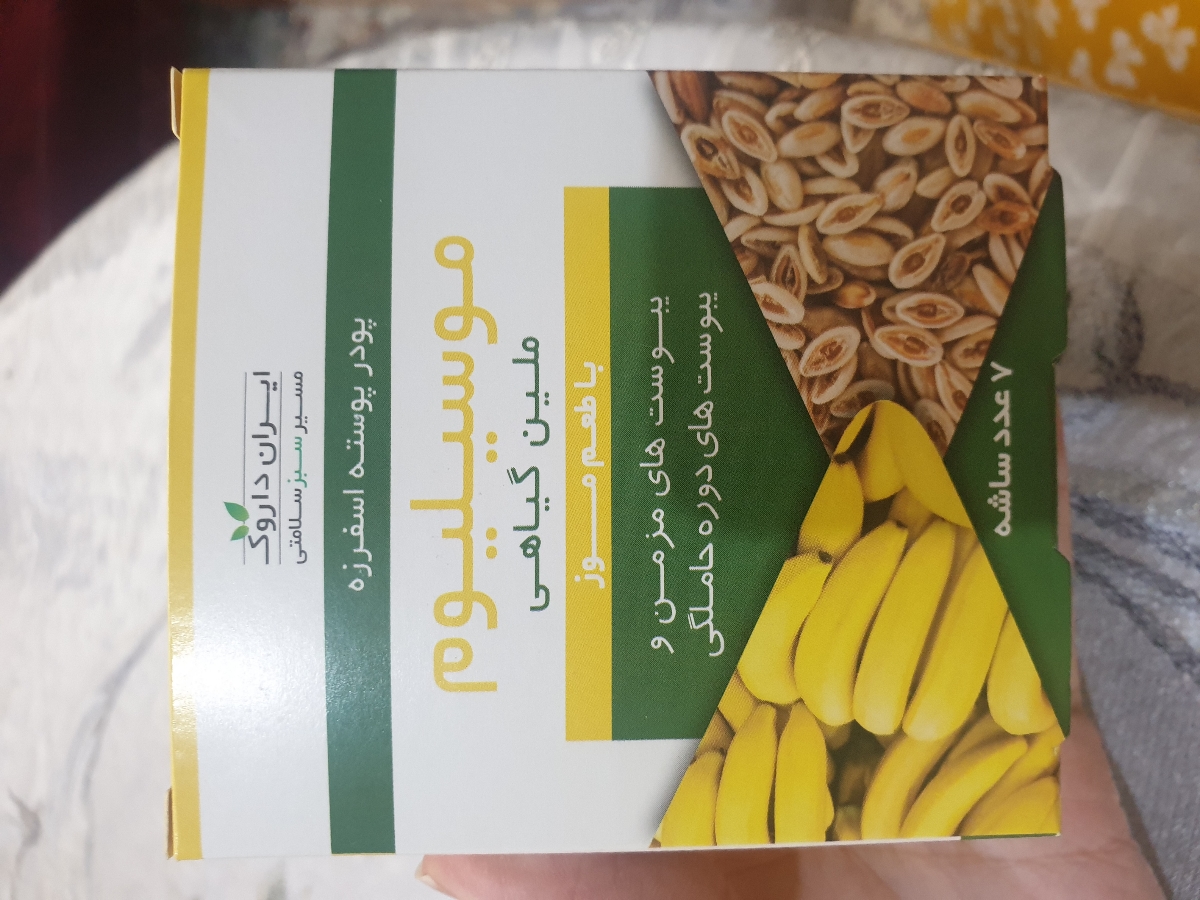 ایران داروک
مسیر سبز سلامتی
پودر پوسته اسفرزه
موسیلیوم
ملین گیاهی
با طعم موز
یبوست های مزمن و
یبوست های دوره حاملگی
۷ عدد ساشه